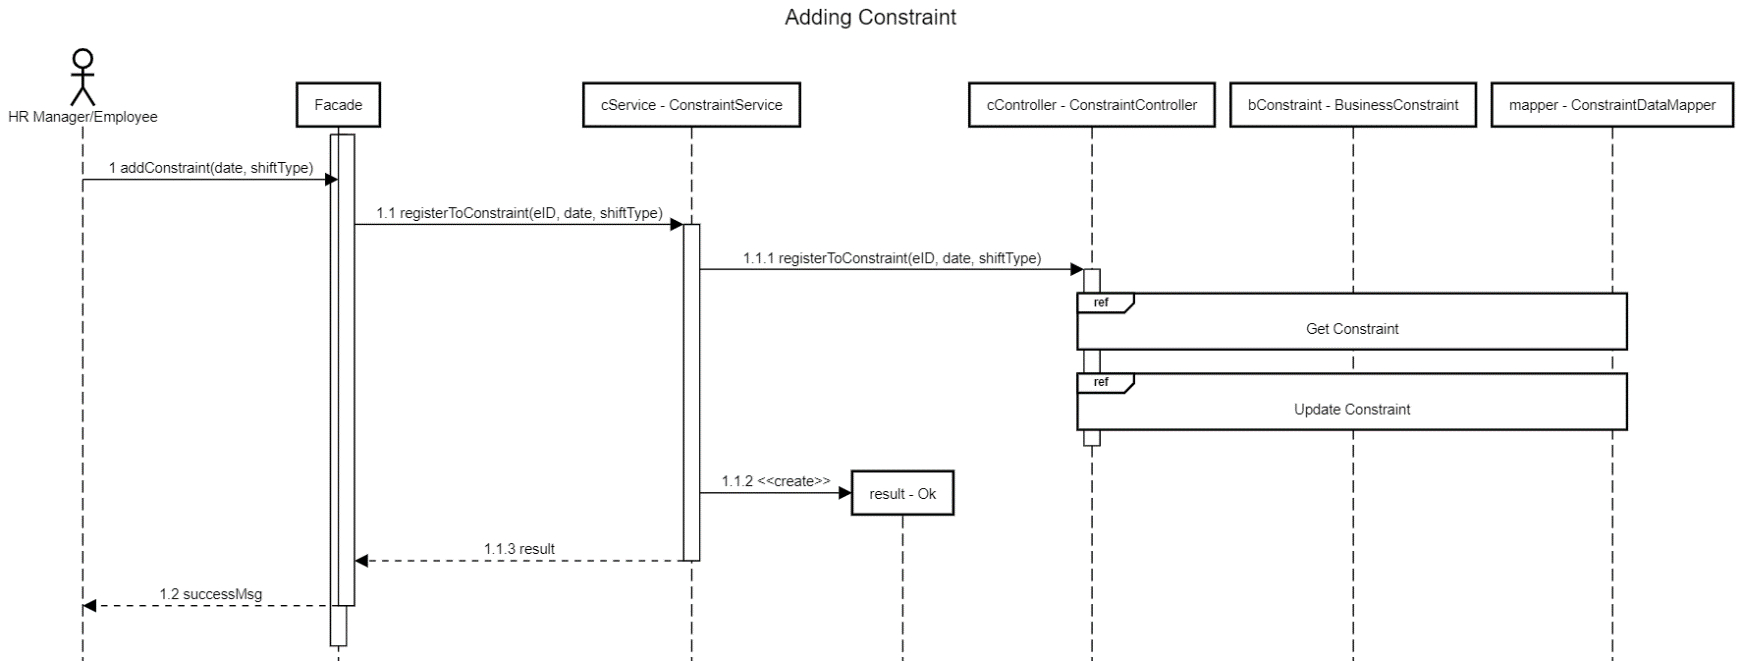 Adding Constraint
HR Manager/Employee
Facade
cService - ConstraintService
cController - ConstraintController
bConstraint - BusinessConstraint
mapper - ConstraintDataMapper
1 addConstraint(date, shiftType)
1.1 registerToConstraint(eID, date, shiftType)
1.1.1 registerToConstraint(eID, date, shiftType)
ref
Get Constraint
ref
Update Constraint
1.1.2 <<create>>
result - Ok
1.1.3 result
1.2 successMsg